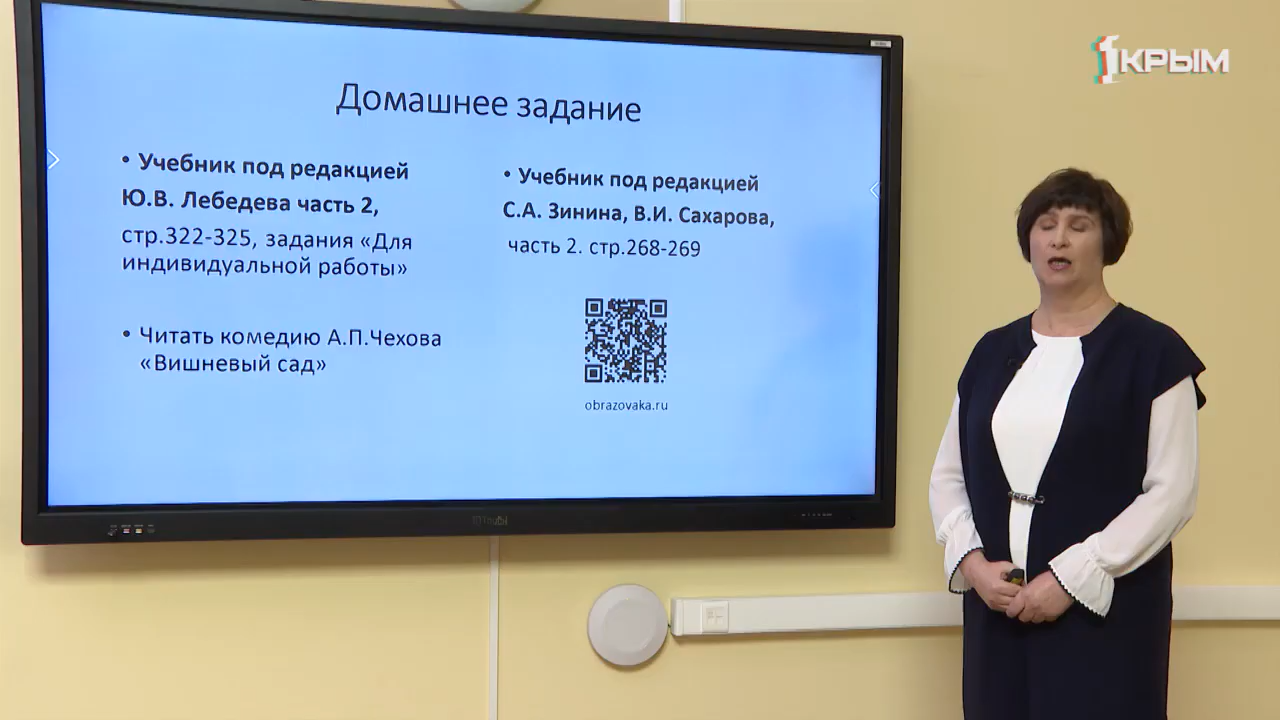 1КРЫМ
Домашнее задание
• Учебник под редакцией
Ю.В. Лебедева часть 2,
стр.322-325, задания «Для
индивидуальной работы»
• Читать комедию А.П.Чехова
«Вишневый сад»
• Учебник под редакцией
С.А. Зинина, В.И. Сахарова,
часть 2. стр.268-269
obrazovaka.ru